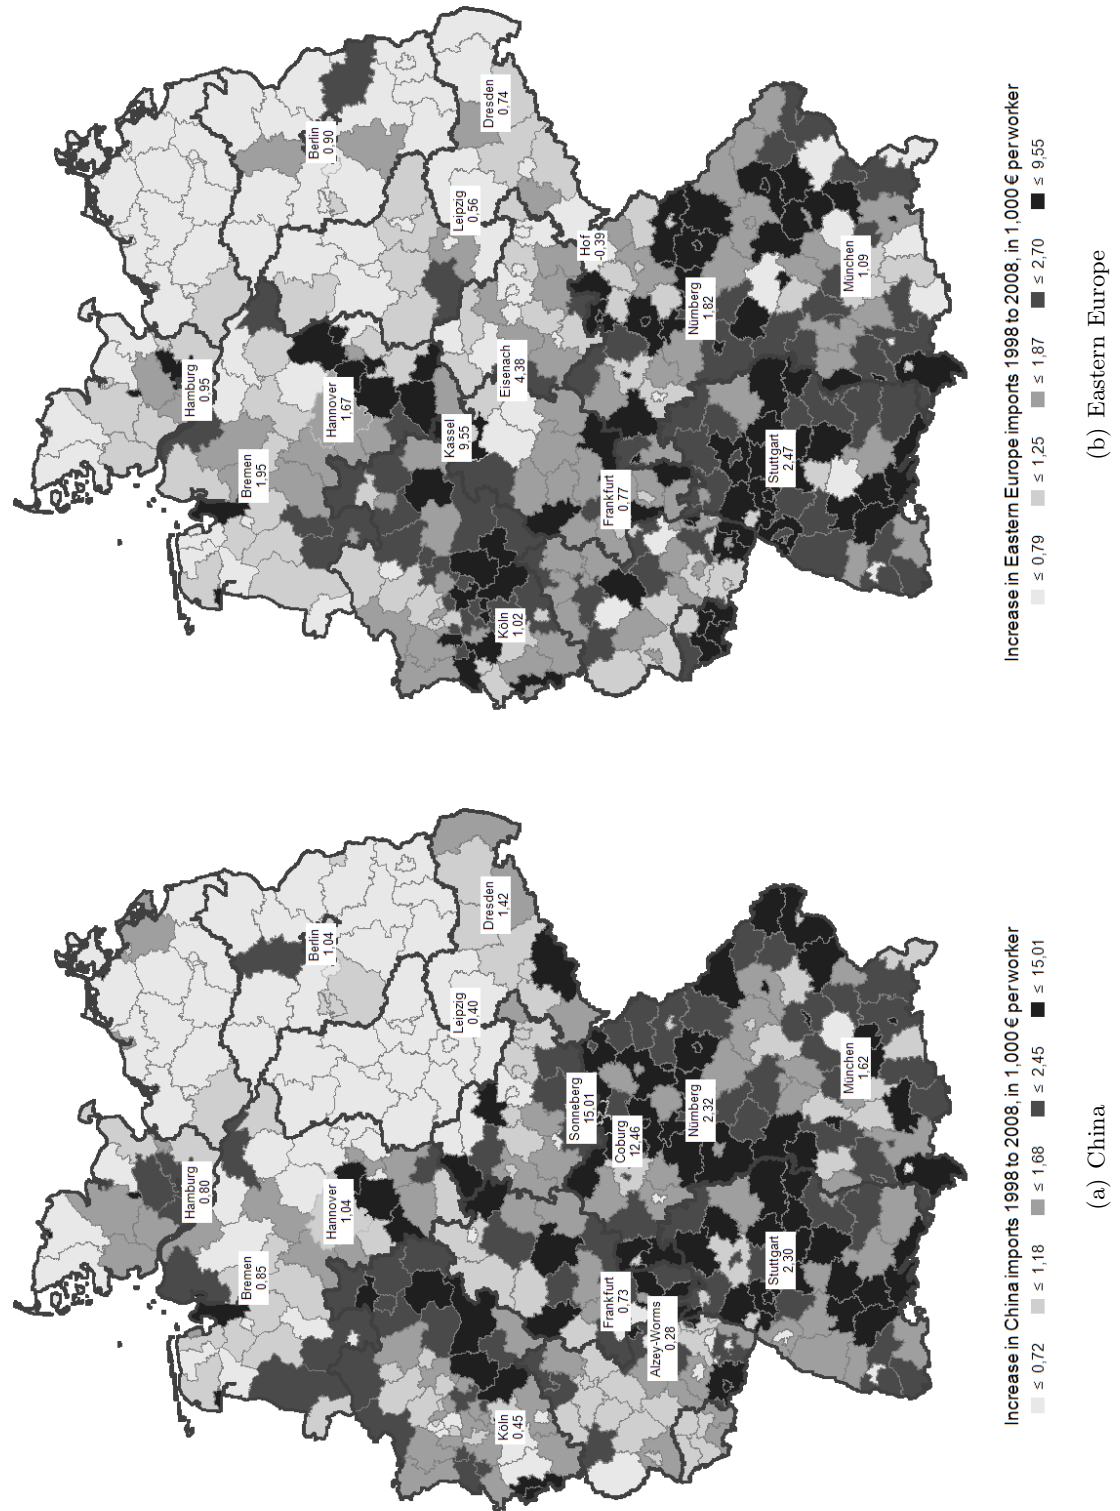 Hamburg
0,80
Bremen
0,85
Hannover
1,04
Berlin
1,04
Leipzig
0,40
Dresden
1,42
Köln
0,45
Sonneberg
15,01
Coburg
12,46
Frankfurt
0,73
Alzey-Worms
0,28
Nürnberg
2,32
Stuttgart
2,30
München
1,62
Increase in China imports 1998 to 2008, in 1,000 € per worker
≤ 0,72 ≤ 1,18 ≤ 1,68 ≤ 2,45 ≤ 15,01
(a) China
Hamburg
0,95
Bremen
1,95
Hannover
1,67
Berlin
0,90
Kassel
9,55
Eisenach
4,38
Leipzig
0,56
Dresden
0,74
Köln
1,02
Hof
-0,39
Frankfurt
0,77
Nürnberg
1,82
Stuttgart
2,47
München
1,09
Increase in Eastern Europe imports 1998 to 2008, in 1,000 € per worker
≤ 0,79 ≤ 1,25 ≤ 1,87 ≤ 2,70 ≤ 9,55
(b) Eastern Europe